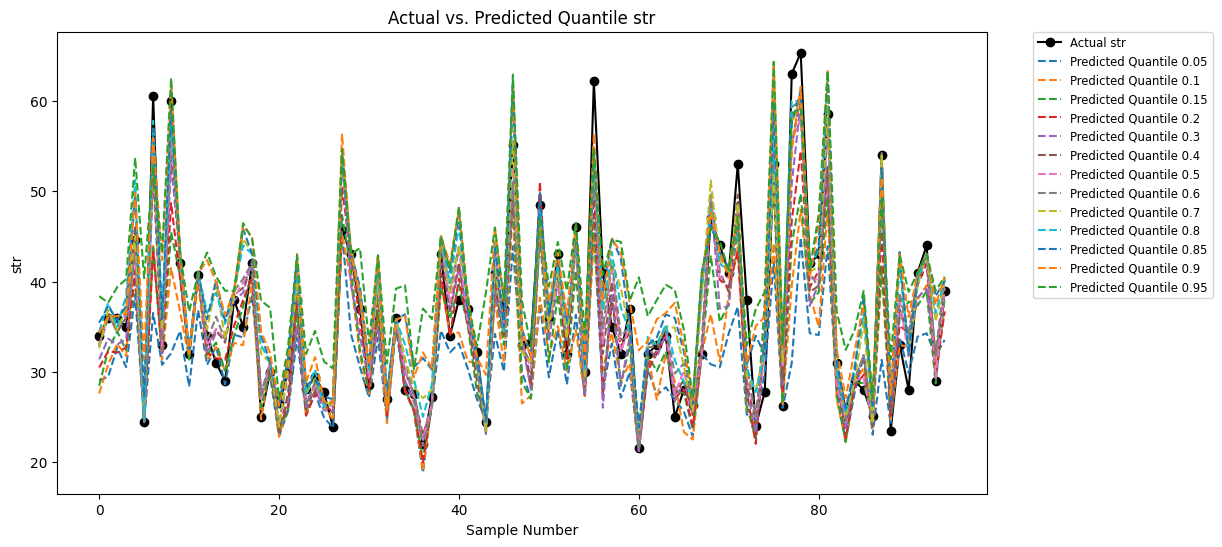 Actual vs. Predicted Quantile str
str
60
50
40
30
20
0
20
40
60
80
Sample Number
Actual str
Predicted Quantile 0.05
Predicted Quantile 0.1
Predicted Quantile 0.15
Predicted Quantile 0.2
Predicted Quantile 0.3
Predicted Quantile 0.4
Predicted Quantile 0.5
Predicted Quantile 0.6
Predicted Quantile 0.7
Predicted Quantile 0.8
Predicted Quantile 0.85
Predicted Quantile 0.9
Predicted Quantile 0.95